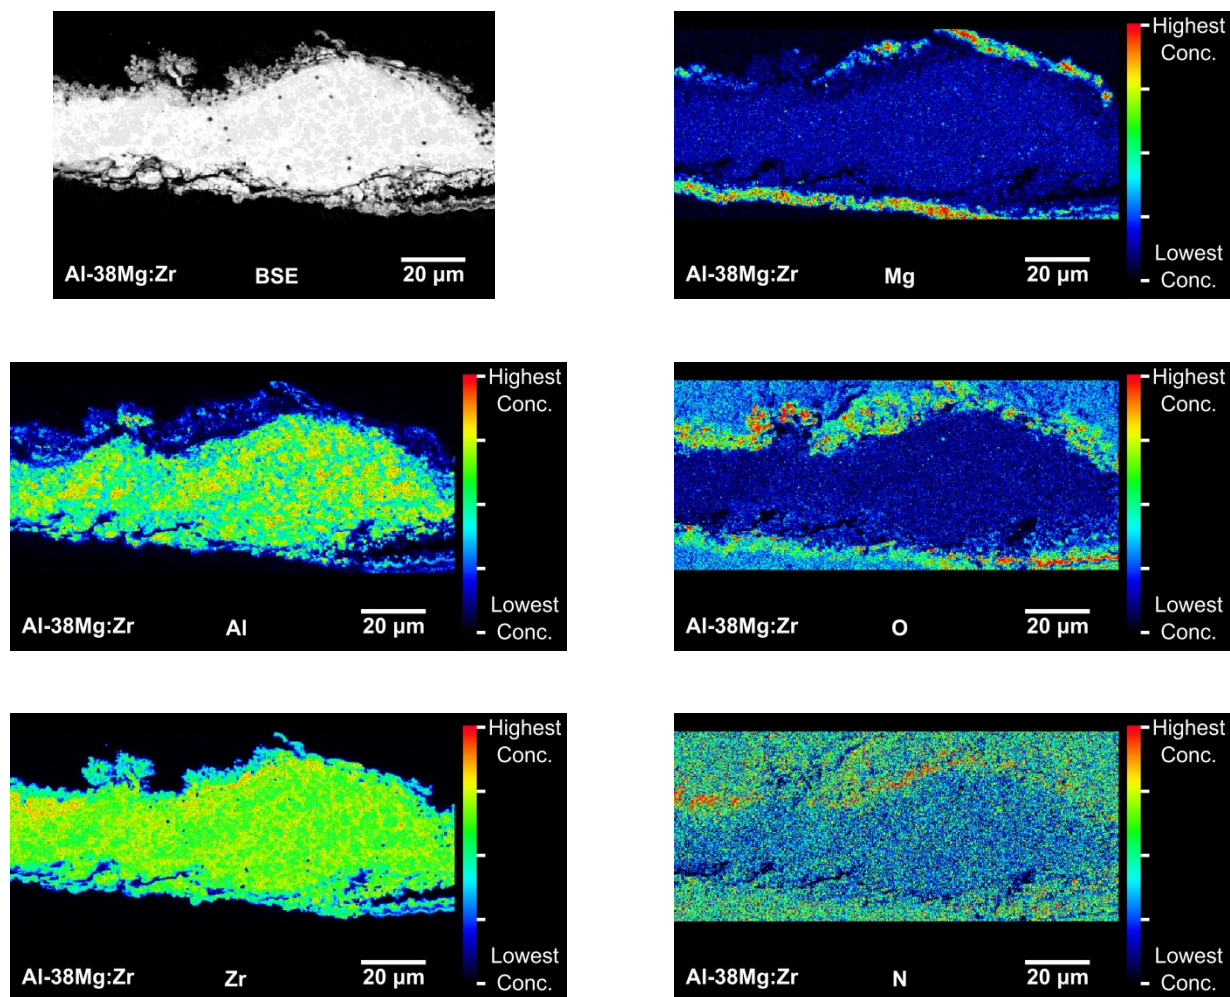 Al-38Mg:Zr BSE 20 µm
Highest Conc.
Lowest Conc.
Al-38Mg:Zr Mg 20 µm
Highest Conc.
Lowest Conc.
Al-38Mg:Zr Al 20 µm
Highest Conc.
Lowest Conc.
Al-38Mg:Zr O 20 µm
Highest Conc.
Lowest Conc.
Al-38Mg:Zr Zr 20 µm
Highest Conc.
Lowest Conc.
Al-38Mg:Zr N 20 µm